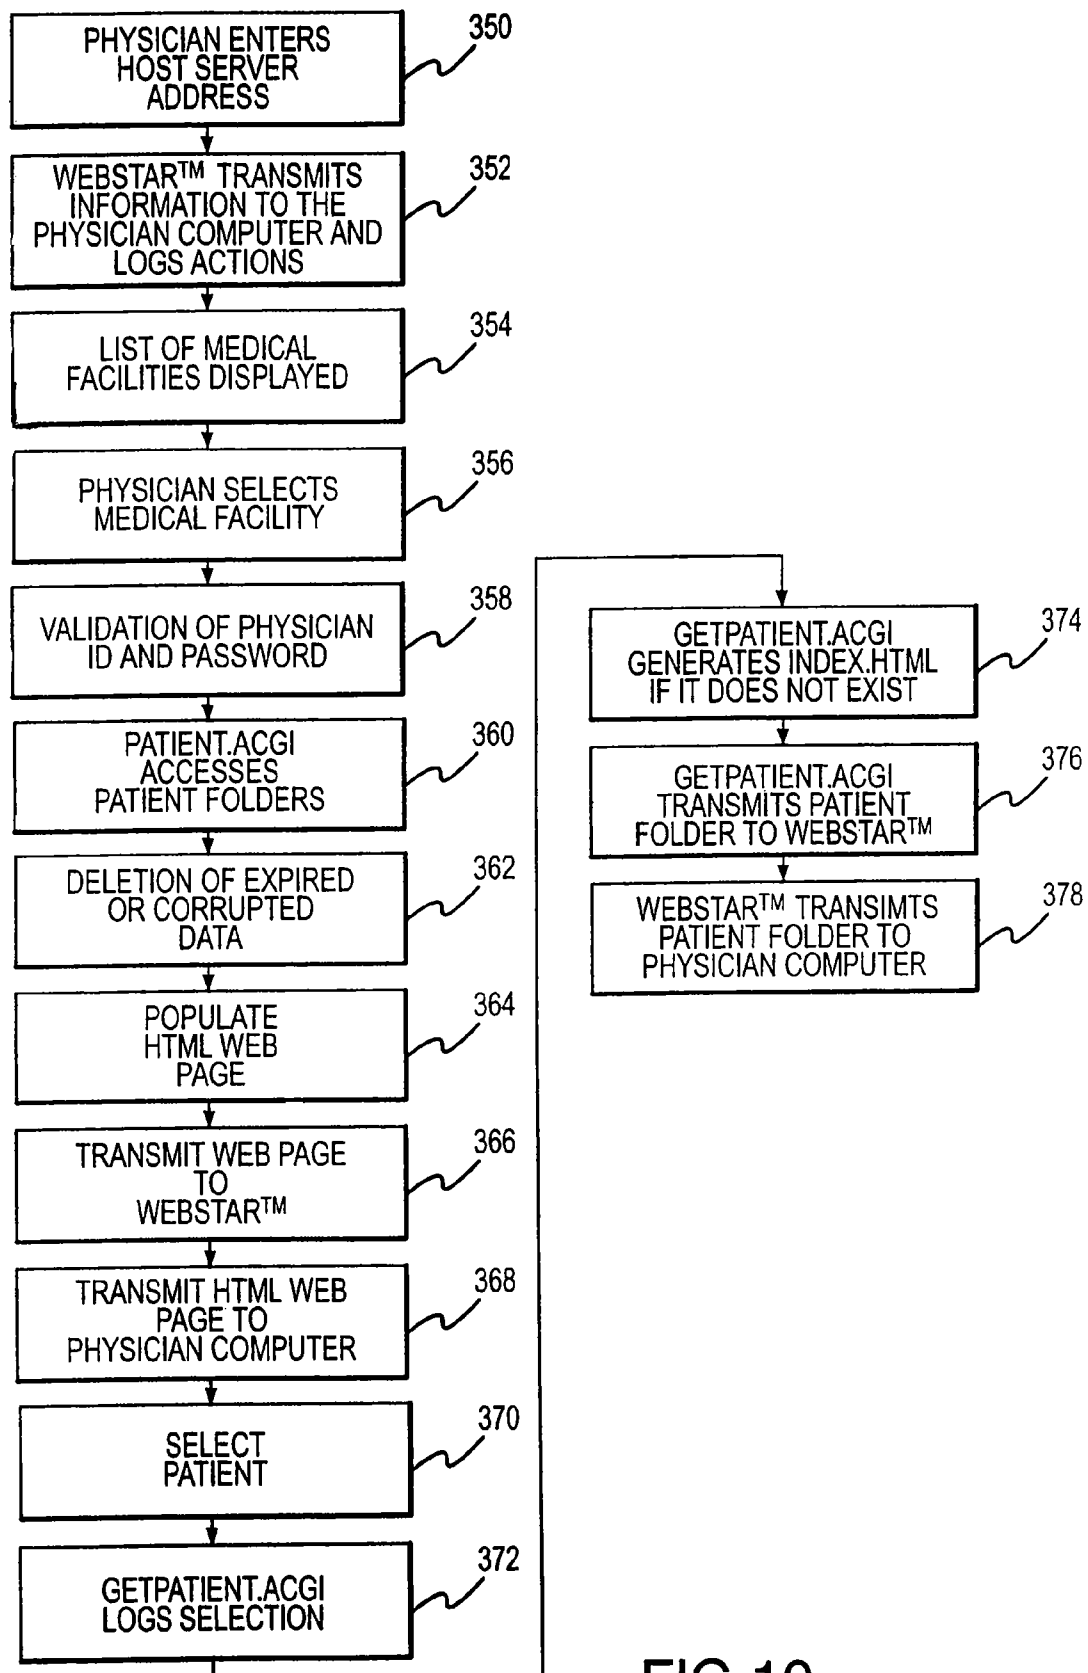 PHYSICIAN ENTERS
HOST SERVER
ADDRESS
350
WEBSTAR™ TRANSMITS
INFORMATION TO THE
PHYSICIAN COMPUTER AND
LOGS ACTIONS
352
LIST OF MEDICAL
FACILITIES DISPLAYED
354
PHYSICIAN SELECTS
MEDICAL FACILITY
356
VALIDATION OF PHYSICIAN
ID AND PASSWORD
358
PATIENT.ACGI
ACCESSES
PATIENT FOLDERS
360
DELETION OF EXPIRED
OR CORRUPTED
DATA
362
POPULATE
HTML WEB
PAGE
364
TRANSMIT WEB PAGE
TO
WEBSTAR™
366
TRANSMIT HTML WEB
PAGE TO
PHYSICIAN COMPUTER
368
SELECT
PATIENT
370
GETPATIENT.ACGI
LOGS SELECTION
372
GETPATIENT.ACGI
GENERATES INDEX.HTML
IF IT DOES NOT EXIST
374
GETPATIENT.ACGI
TRANSMITS PATIENT
FOLDER TO WEBSTAR™
376
WEBSTAR™ TRANSIMTS
PATIENT FOLDER TO
PHYSICIAN COMPUTER
378